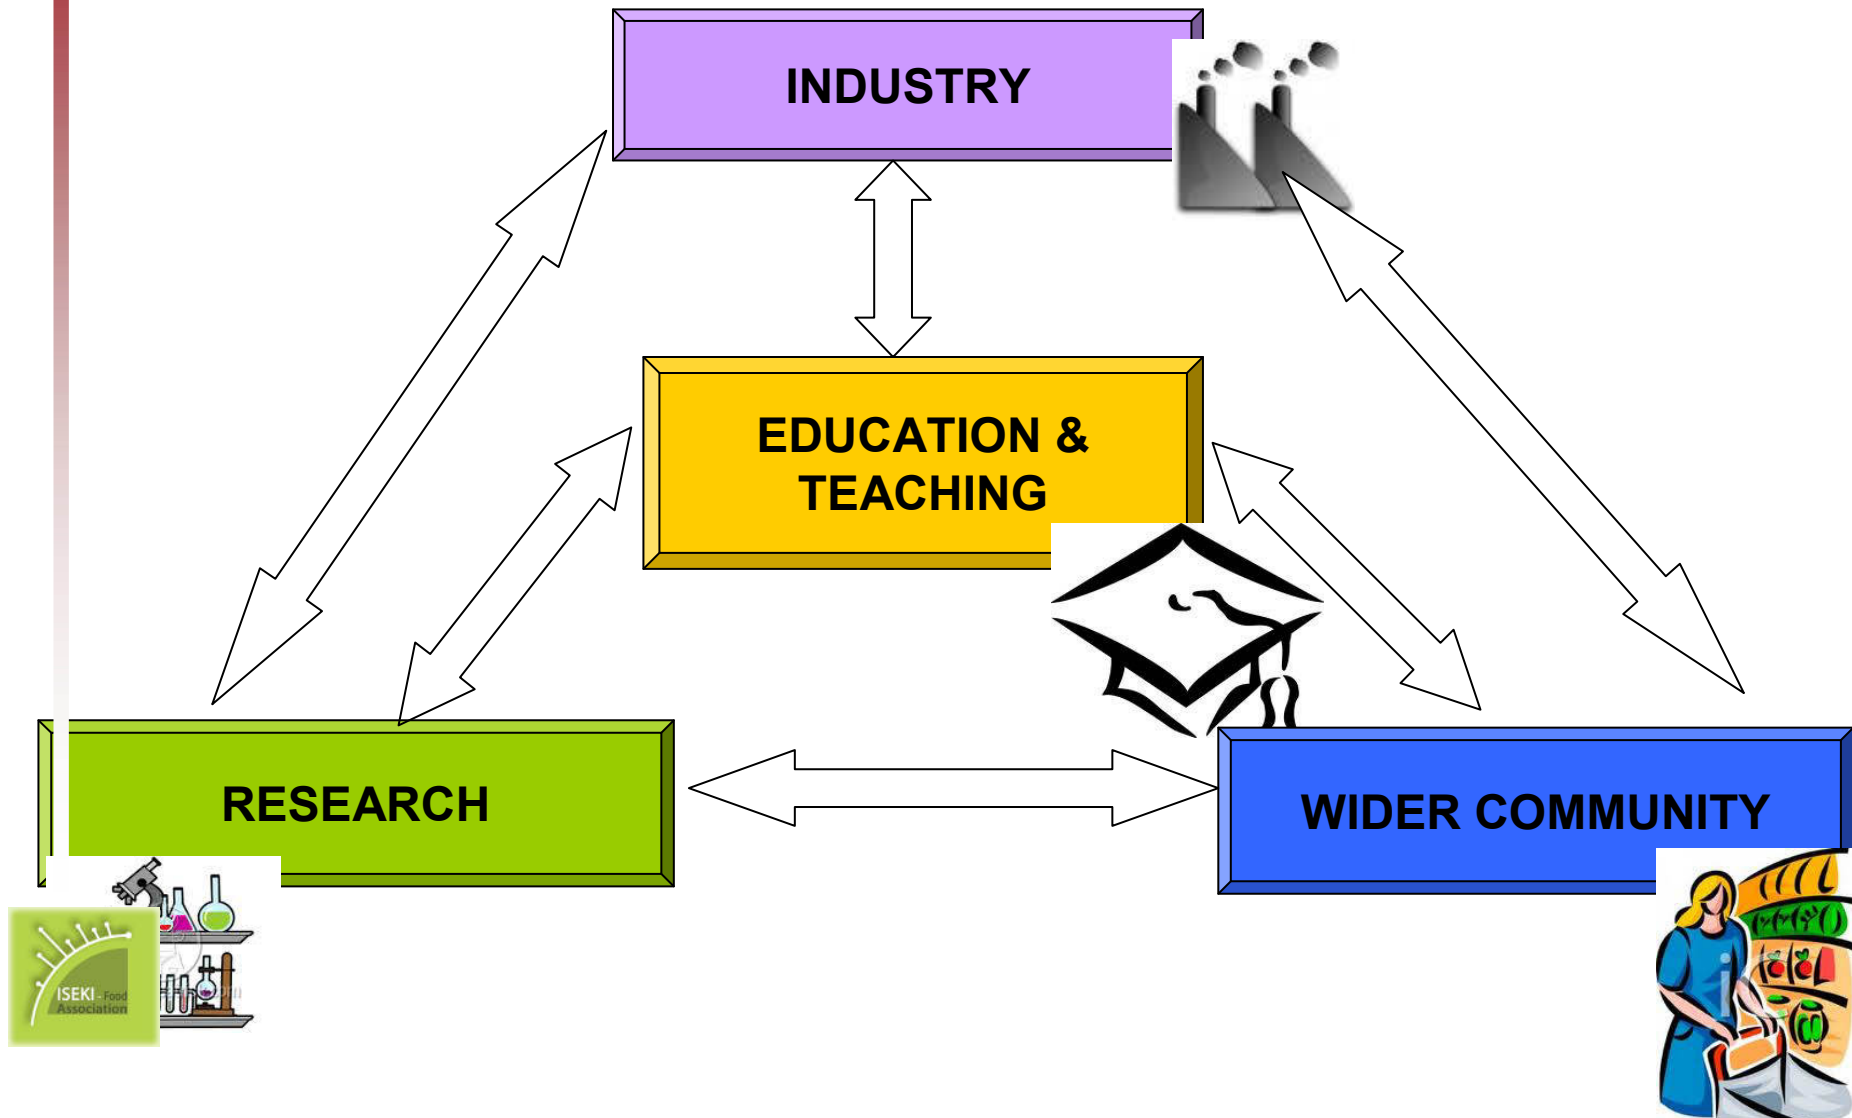 INDUSTRY
EDUCATION &
TEACHING
RESEARCH
WIDER COMMUNITY
ISEKI - Food
Association